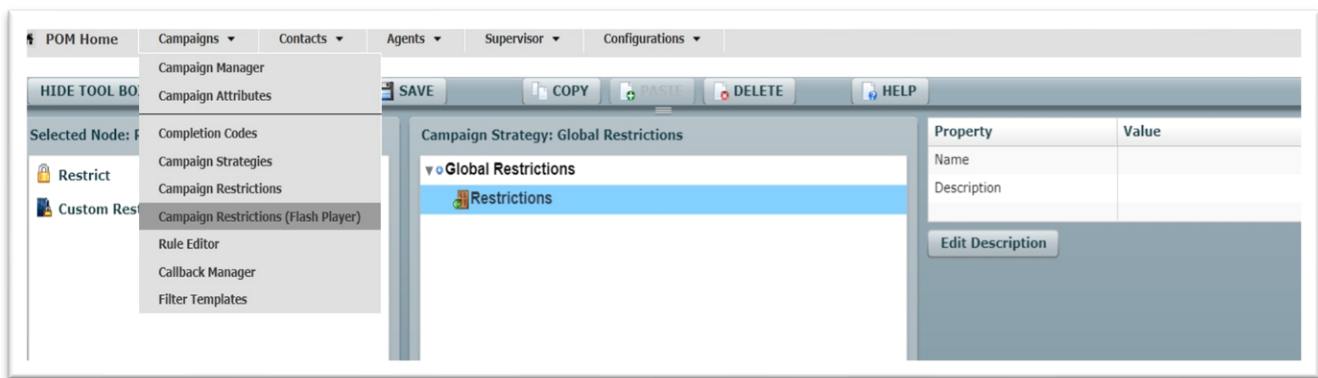 POM Home Campaigns Contacts Agents Supervisor Configurations
Campaign Manager
Campaign Attributes
Completion Codes
Campaign Strategies
Campaign Restrictions
Campaign Restrictions (Flash Player)
Rule Editor
Callback Manager
Filter Templates
HIDE TOOL SAVE COPY PASTE DELETE HELP
Selected Node:
Restrict
Custom
Campaign Strategy: Global Restrictions
Global Restrictions
Restrictions
Property Value
Name
Description
Edit Description